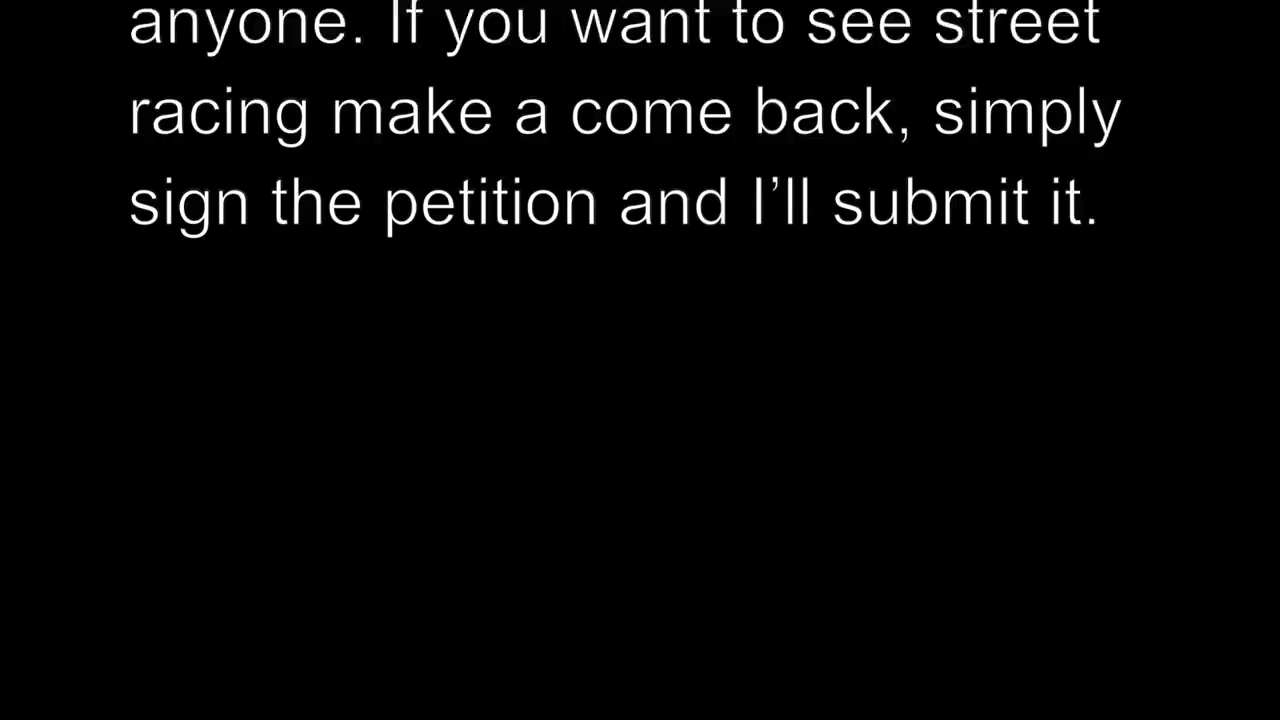 anyone. If you want to see street
racing make a come back, simply
sign the petition and I’ll submit it.